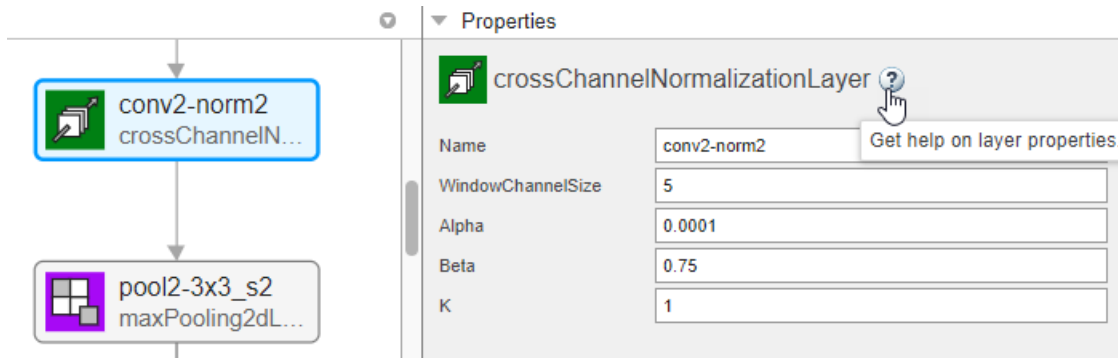 conv2-norm2
crossChannelN...
pool2-3x3_s2
maxPooling2dL...
Properties
crossChannelNormalizationLayer ?
Get help on layer properties
Name conv2-norm2
WindowChannelSize 5
Alpha 0.0001
Beta 0.75
K 1